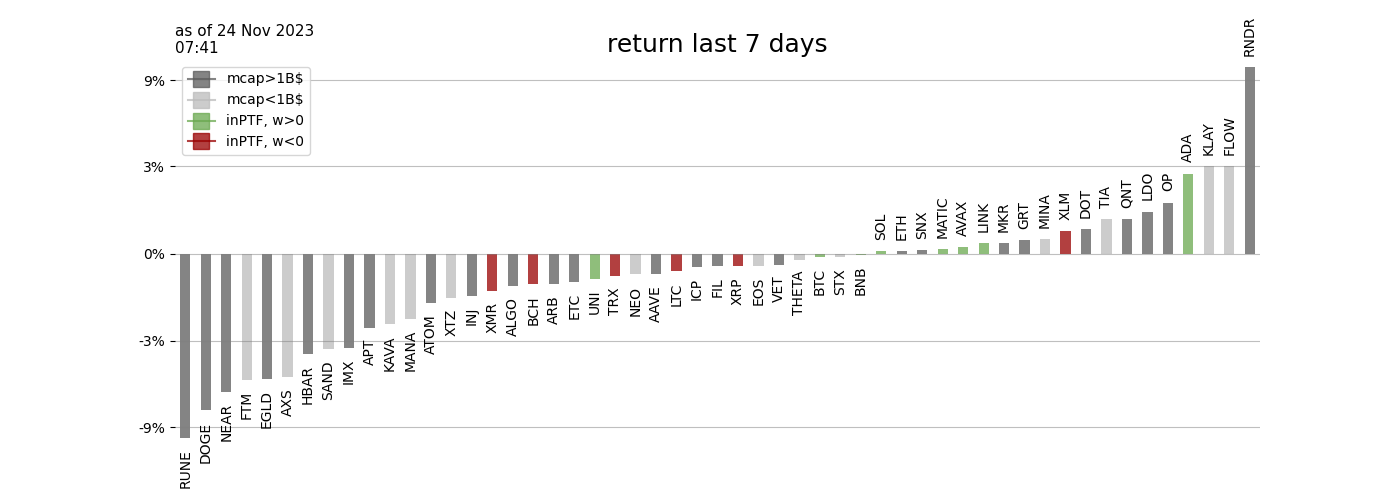 as of 24 Nov 2023
07:41
return last 7 days
mcap>1B$
mcap<1B$
inPTF, w>0
inPTF, w<0
9%
3%
0%
-3%
-9%
RUNE
DOGE
NEAR
FTM
EGLD
AXS
HBAR
SAND
IMX
APT
KAVA
MANA
ATOM
XTZ
INJ
XMR
ALGO
BCH
ARB
ETC
UNI
TRX
NEO
AAVE
LTC
ICP
FIL
XRP
EOS
VET
THETA
BTC
STX
BNB
SOL
ETH
SNX
MATIC
AVAX
LINK
MKR
GRT
MINA
XLM
DOT
TIA
QNT
LDO
OP
ADA
KLAY
FLOW
RNDR